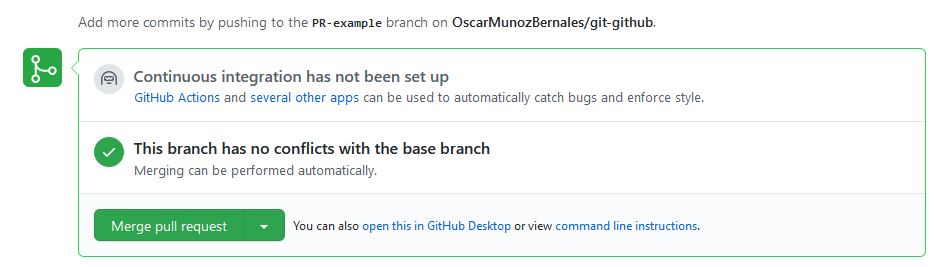 Add more commits by pushing to the PR-example branch on OscarMunozBernales/git-github.
Continuous integration has not been set up
GitHub Actions and several other apps can be used to automatically catch bugs and enforce style.
This branch has no conflicts with the base branch
Merging can be performed automatically.
Merge pull request You can also open this in GitHub Desktop or view command line instructions.